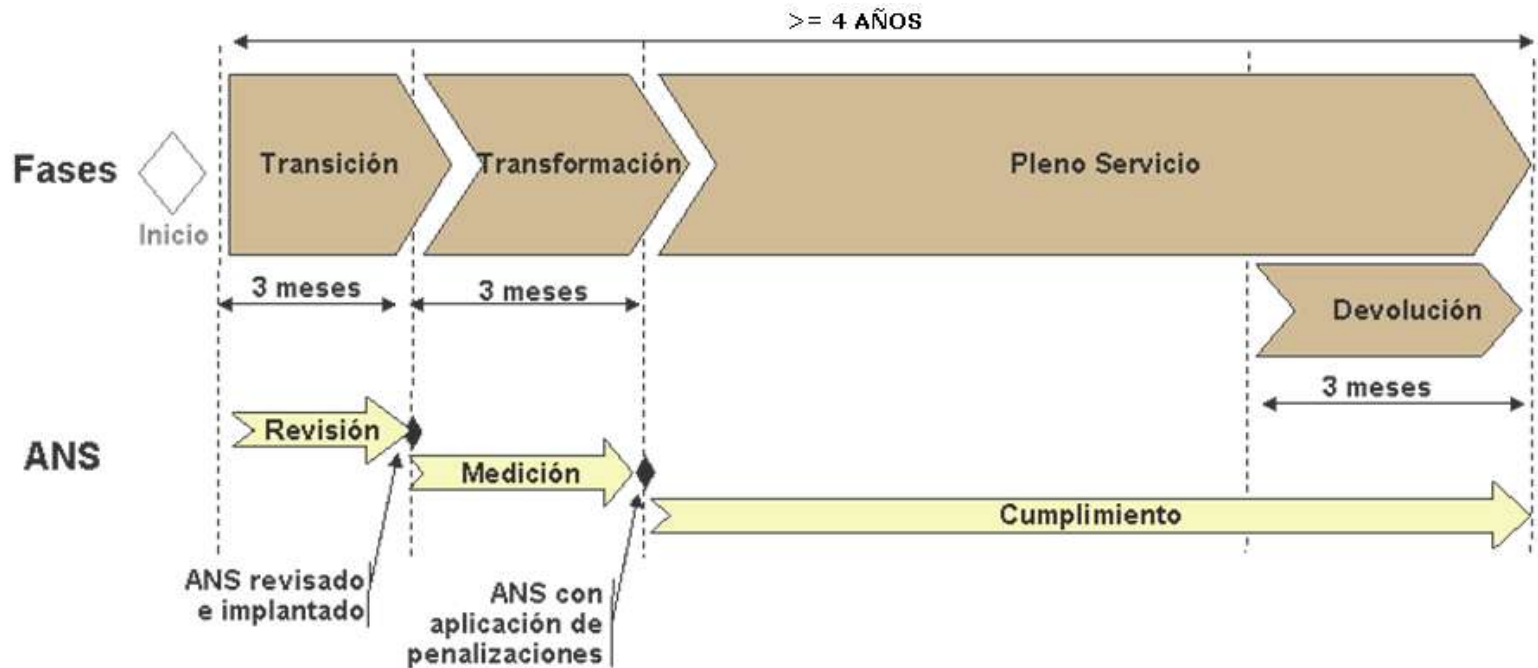 >= 4 AÑOS
Fases
Inicio
Transición
Transformación
Pleno Servicio
3 meses
3 meses
Devolución
3 meses
ANS
Revisión
Medición
Cumplimiento
ANS revisado
e implantado
ANS con
aplicación de
penalizaciones